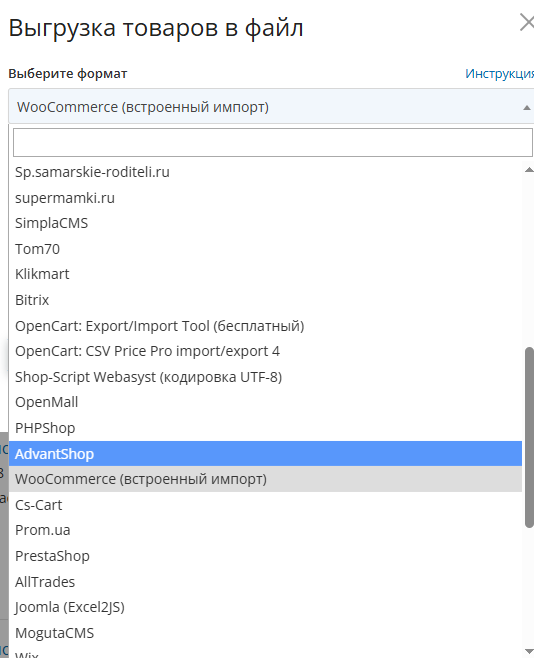 Выгрузка товаров в файл
Выберите формат Инструкция
WooCommerce (встроенный импорт)
Sp.samarskie-roditeli.ru
supermamki.ru
SimplaCMS
Tom70
Klikmart
Bitrix
OpenCart: Export/Import Tool (бесплатный)
OpenCart: CSV Price Pro import/export 4
Shop-Script Webasyst (кодировка UTF-8)
OpenMall
PHPShop
AdvantShop
WooCommerce (встроенный импорт)
Cs-Cart
Prom.ua
PrestaShop
AllTrades
Joomla (Excel2JS)
MogutaCMS
Wix